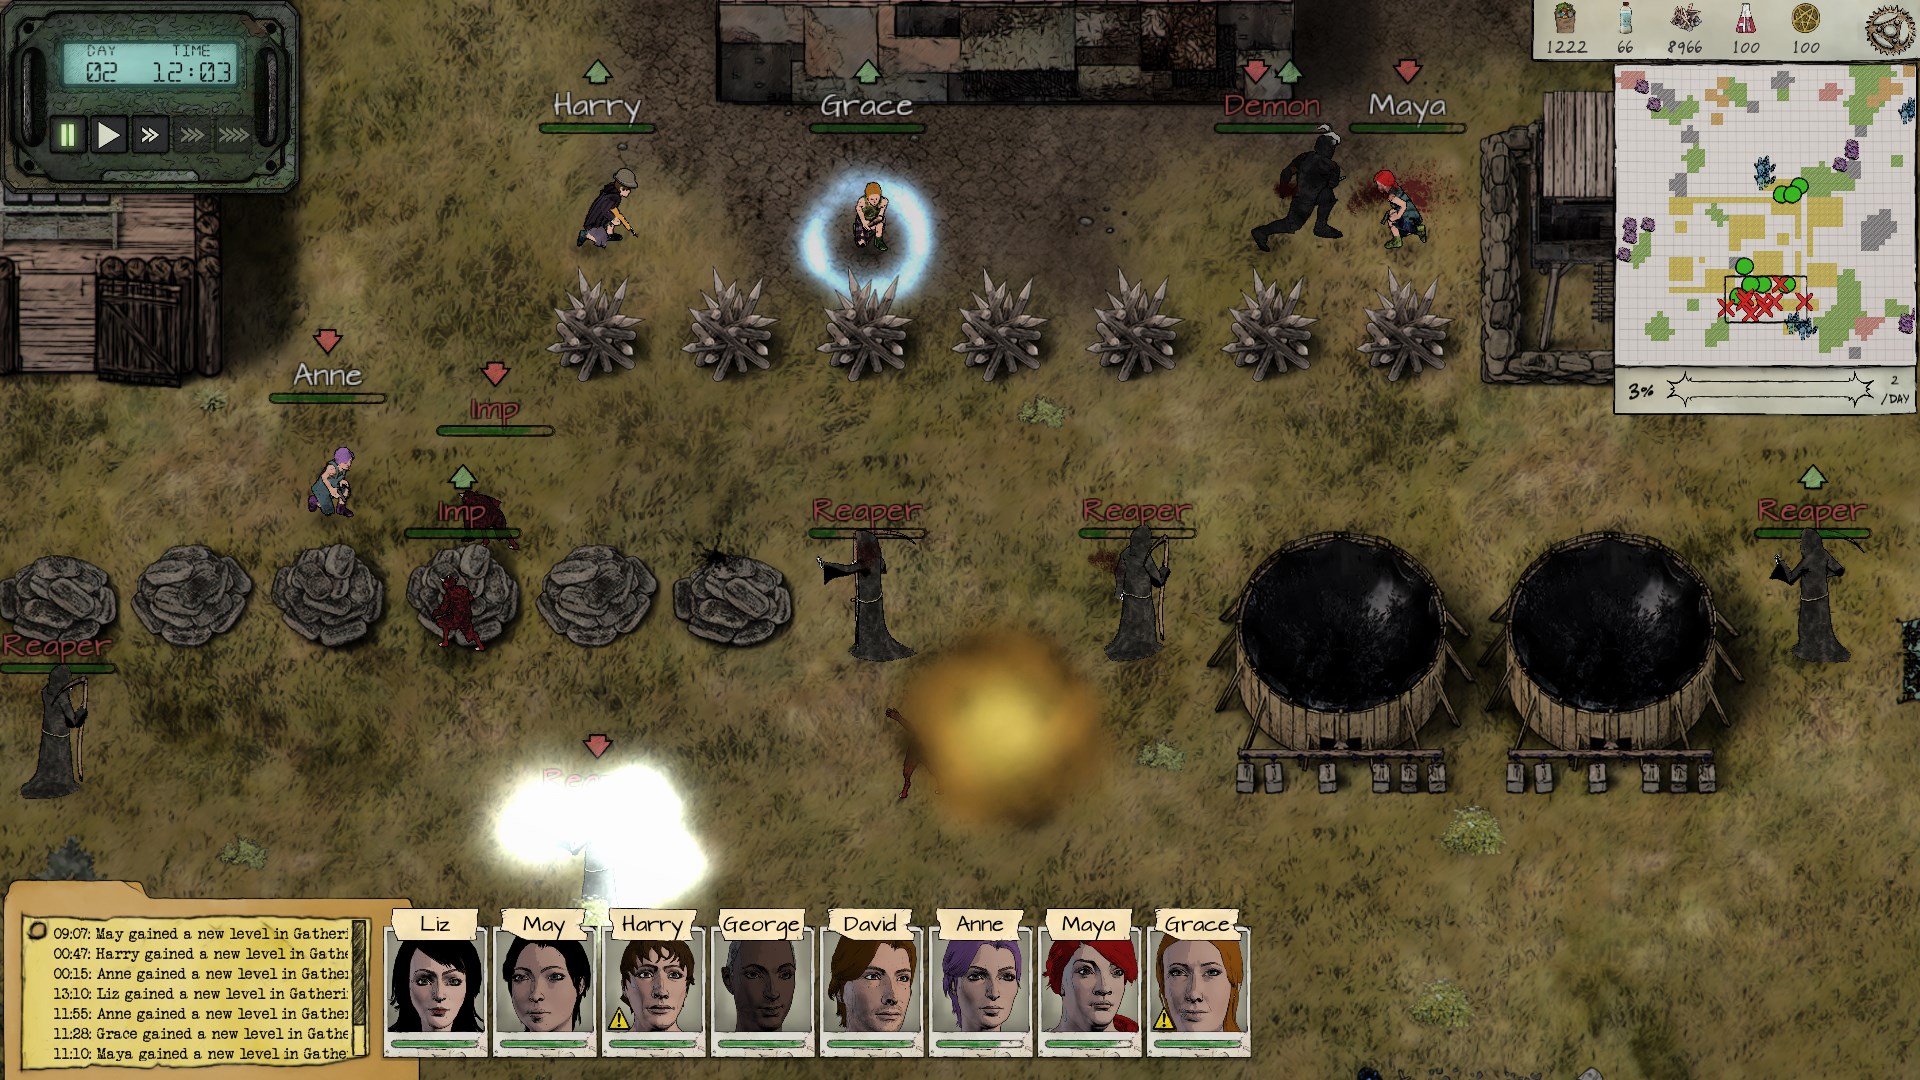 DAY TIME
02 12:03
1222 66 8966 100 100
Harry
Grace
Demon
Maya
Anne
Imp
Imp
Reaper
Reaper
Reaper
Reaper
3% 2
/DAY
09:07: May gained a new level in Gatheri
00:47: Harry gained a new level in Gathe
00:15: Anne gained a new level in Gather
13:10: Liz gained a new level in Gatheri
11:55: Anne gained a new level in Gather
11:28: Grace gained a new level in Gathe
11:10: Maya gained a new level in Gathe
Liz
May
Harry
George
David
Anne
Maya
Grace